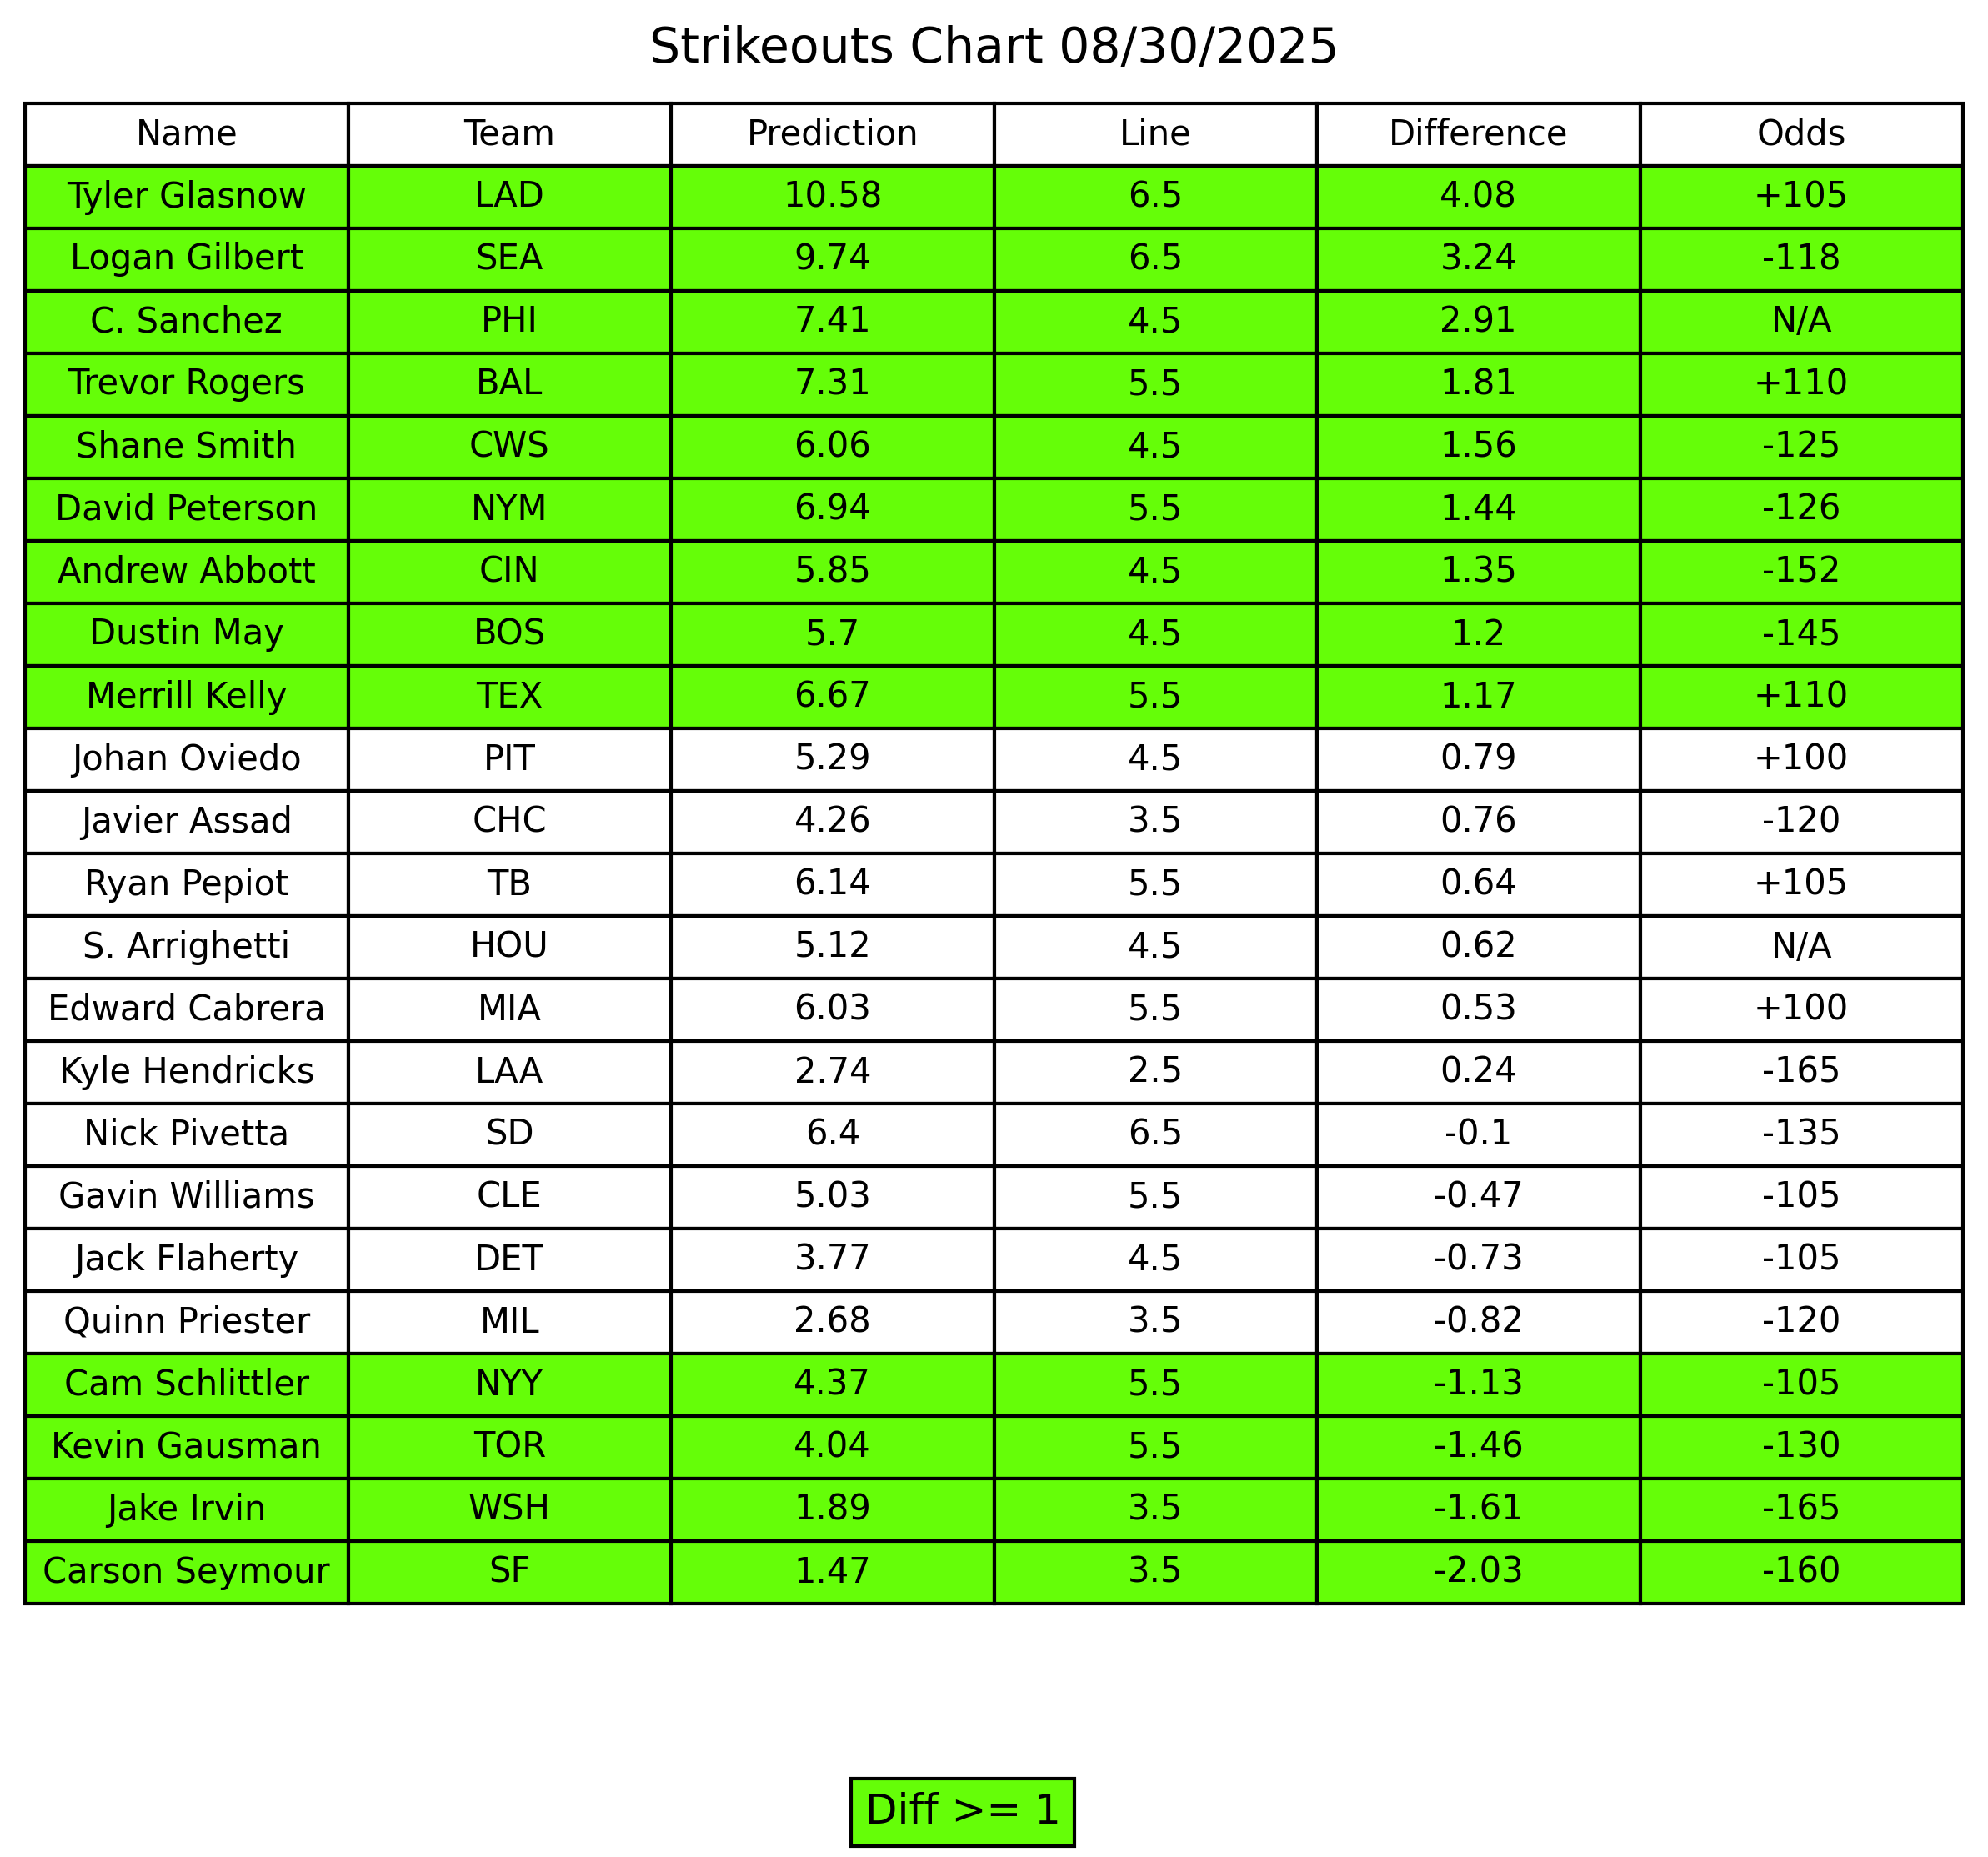 Strikeouts Chart 08/30/2025
Name Team Prediction Line Difference Odds
Tyler Glasnow LAD 10.58 6.5 4.08 +105
Logan Gilbert SEA 9.74 6.5 3.24 -118
C. Sanchez PHI 7.41 4.5 2.91 N/A
Trevor Rogers BAL 7.31 5.5 1.81 +110
Shane Smith CWS 6.06 4.5 1.56 -125
David Peterson NYM 6.94 5.5 1.44 -126
Andrew Abbott CIN 5.85 4.5 1.35 -152
Dustin May BOS 5.7 4.5 1.2 -145
Merrill Kelly TEX 6.67 5.5 1.17 +110
Johan Oviedo PIT 5.29 4.5 0.79 +100
Javier Assad CHC 4.26 3.5 0.76 -120
Ryan Pepiot TB 6.14 5.5 0.64 +105
S. Arrighetti HOU 5.12 4.5 0.62 N/A
Edward Cabrera MIA 6.03 5.5 0.53 +100
Kyle Hendricks LAA 2.74 2.5 0.24 -165
Nick Pivetta SD 6.4 6.5 -0.1 -135
Gavin Williams CLE 5.03 5.5 -0.47 -105
Jack Flaherty DET 3.77 4.5 -0.73 -105
Quinn Priester MIL 2.68 3.5 -0.82 -120
Cam Schlittler NYY 4.37 5.5 -1.13 -105
Kevin Gausman TOR 4.04 5.5 -1.46 -130
Jake Irvin WSH 1.89 3.5 -1.61 -165
Carson Seymour SF 1.47 3.5 -2.03 -160
Diff >= 1